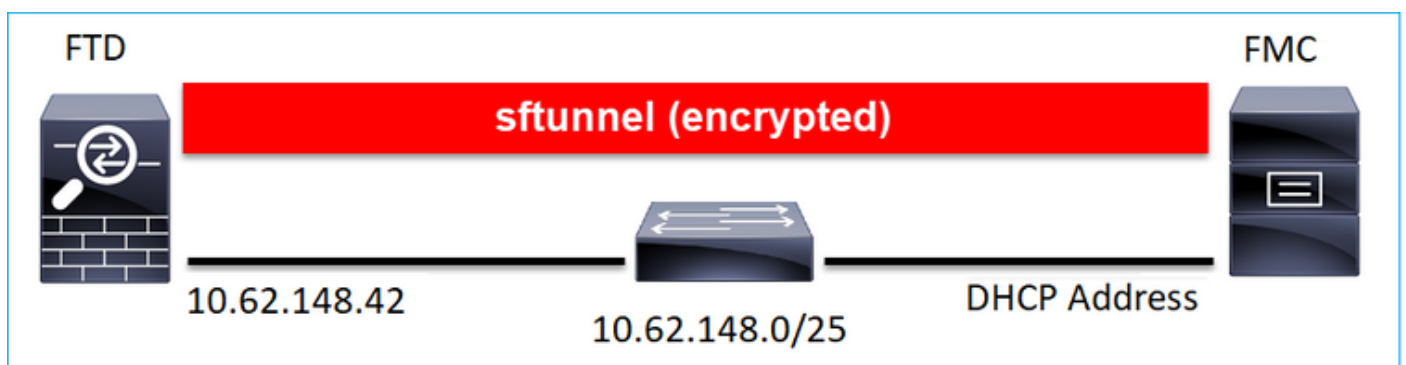 FTD
FMC
sftunnel (encrypted)
10.62.148.42
DHCP Address
10.62.148.0/25